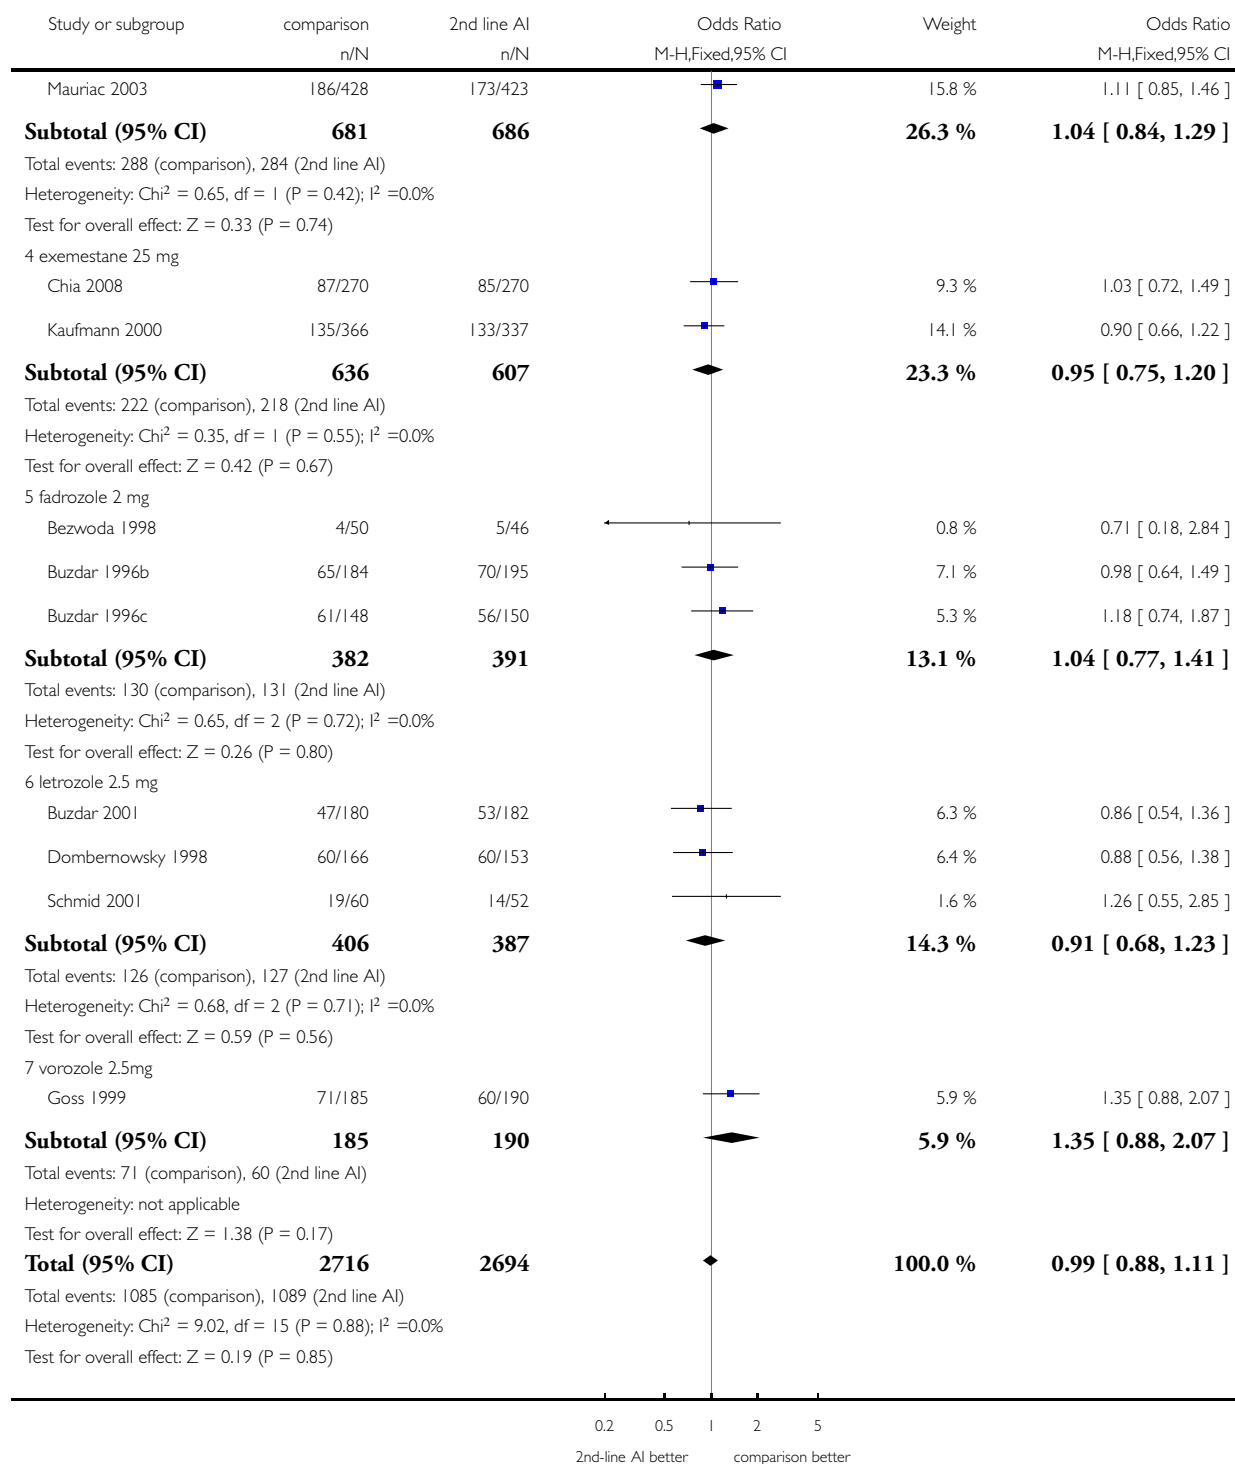 Study or subgroup comparison 2nd line AI Odds Ratio Weight Odds Ratio
n/N n/N M-H,Fixed,95% CI M-H,Fixed,95% CI
Mauriac 2003 186/428 173/423 15.8 % 1.11 [ 0.85, 1.46 ]
Subtotal (95% CI) 681 686 26.3 % 1.04 [ 0.84, 1.29 ]
Total events: 288 (comparison), 284 (2nd line AI)
Heterogeneity: Chi² = 0.65, df = 1 (P = 0.42); I² =0.0%
Test for overall effect: Z = 0.33 (P = 0.74)
4 exemestane 25 mg
Chia 2008 87/270 85/270 9.3 % 1.03 [ 0.72, 1.49 ]
Kaufmann 2000 135/366 133/337 14.1 % 0.90 [ 0.66, 1.22 ]
Subtotal (95% CI) 636 607 23.3 % 0.95 [ 0.75, 1.20 ]
Total events: 222 (comparison), 218 (2nd line AI)
Heterogeneity: Chi² = 0.35, df = 1 (P = 0.55); I² =0.0%
Test for overall effect: Z = 0.42 (P = 0.67)
5 fadrozole 2 mg
Bezwoda 1998 4/50 5/46 0.8 % 0.71 [ 0.18, 2.84 ]
Buzdar 1996b 65/184 70/195 7.1 % 0.98 [ 0.64, 1.49 ]
Buzdar 1996c 61/148 56/150 5.3 % 1.18 [ 0.74, 1.87 ]
Subtotal (95% CI) 382 391 13.1 % 1.04 [ 0.77, 1.41 ]
Total events: 130 (comparison), 131 (2nd line AI)
Heterogeneity: Chi² = 0.65, df = 2 (P = 0.72); I² =0.0%
Test for overall effect: Z = 0.26 (P = 0.80)
6 letrozole 2.5 mg
Buzdar 2001 47/180 53/182 6.3 % 0.86 [ 0.54, 1.36 ]
Dombernowsky 1998 60/166 60/153 6.4 % 0.88 [ 0.56, 1.38 ]
Schmid 2001 19/60 14/52 1.6 % 1.26 [ 0.55, 2.85 ]
Subtotal (95% CI) 406 387 14.3 % 0.91 [ 0.68, 1.23 ]
Total events: 126 (comparison), 127 (2nd line AI)
Heterogeneity: Chi² = 0.68, df = 2 (P = 0.71); I² =0.0%
Test for overall effect: Z = 0.59 (P = 0.56)
7 vorozole 2.5mg
Goss 1999 71/185 60/190 5.9 % 1.35 [ 0.88, 2.07 ]
Subtotal (95% CI) 185 190 5.9 % 1.35 [ 0.88, 2.07 ]
Total events: 71 (comparison), 60 (2nd line AI)
Heterogeneity: not applicable
Test for overall effect: Z = 1.38 (P = 0.17)
Total (95% CI) 2716 2694 100.0 % 0.99 [ 0.88, 1.11 ]
Total events: 1085 (comparison), 1089 (2nd line AI)
Heterogeneity: Chi² = 9.02, df = 15 (P = 0.88); I² =0.0%
Test for overall effect: Z = 0.19 (P = 0.85)
0.2 0.5 1 2 5
2nd-line AI better comparison better